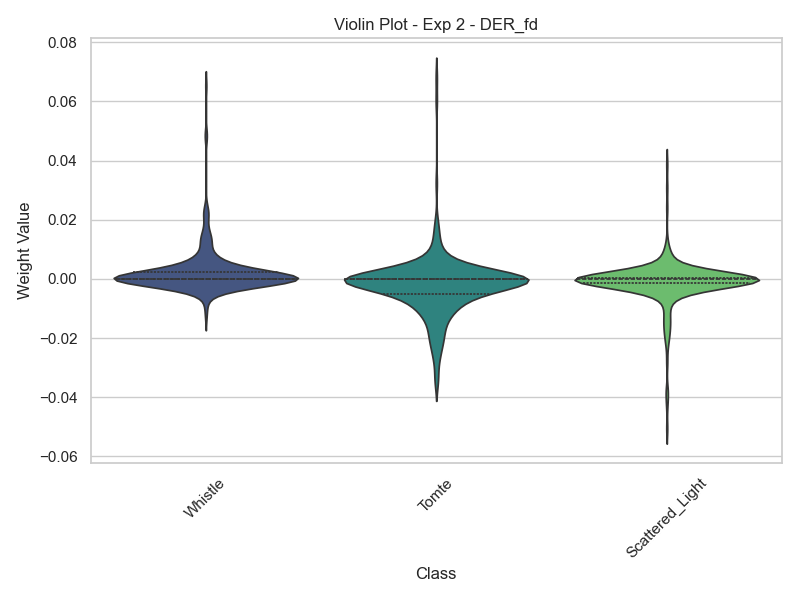 Violin Plot - Exp 2 - DER_fd
0.08
0.06
0.04
0.02
0.00
−0.02
−0.04
−0.06
Weight Value
Whistle
Tomte
Scattered_Light
Class